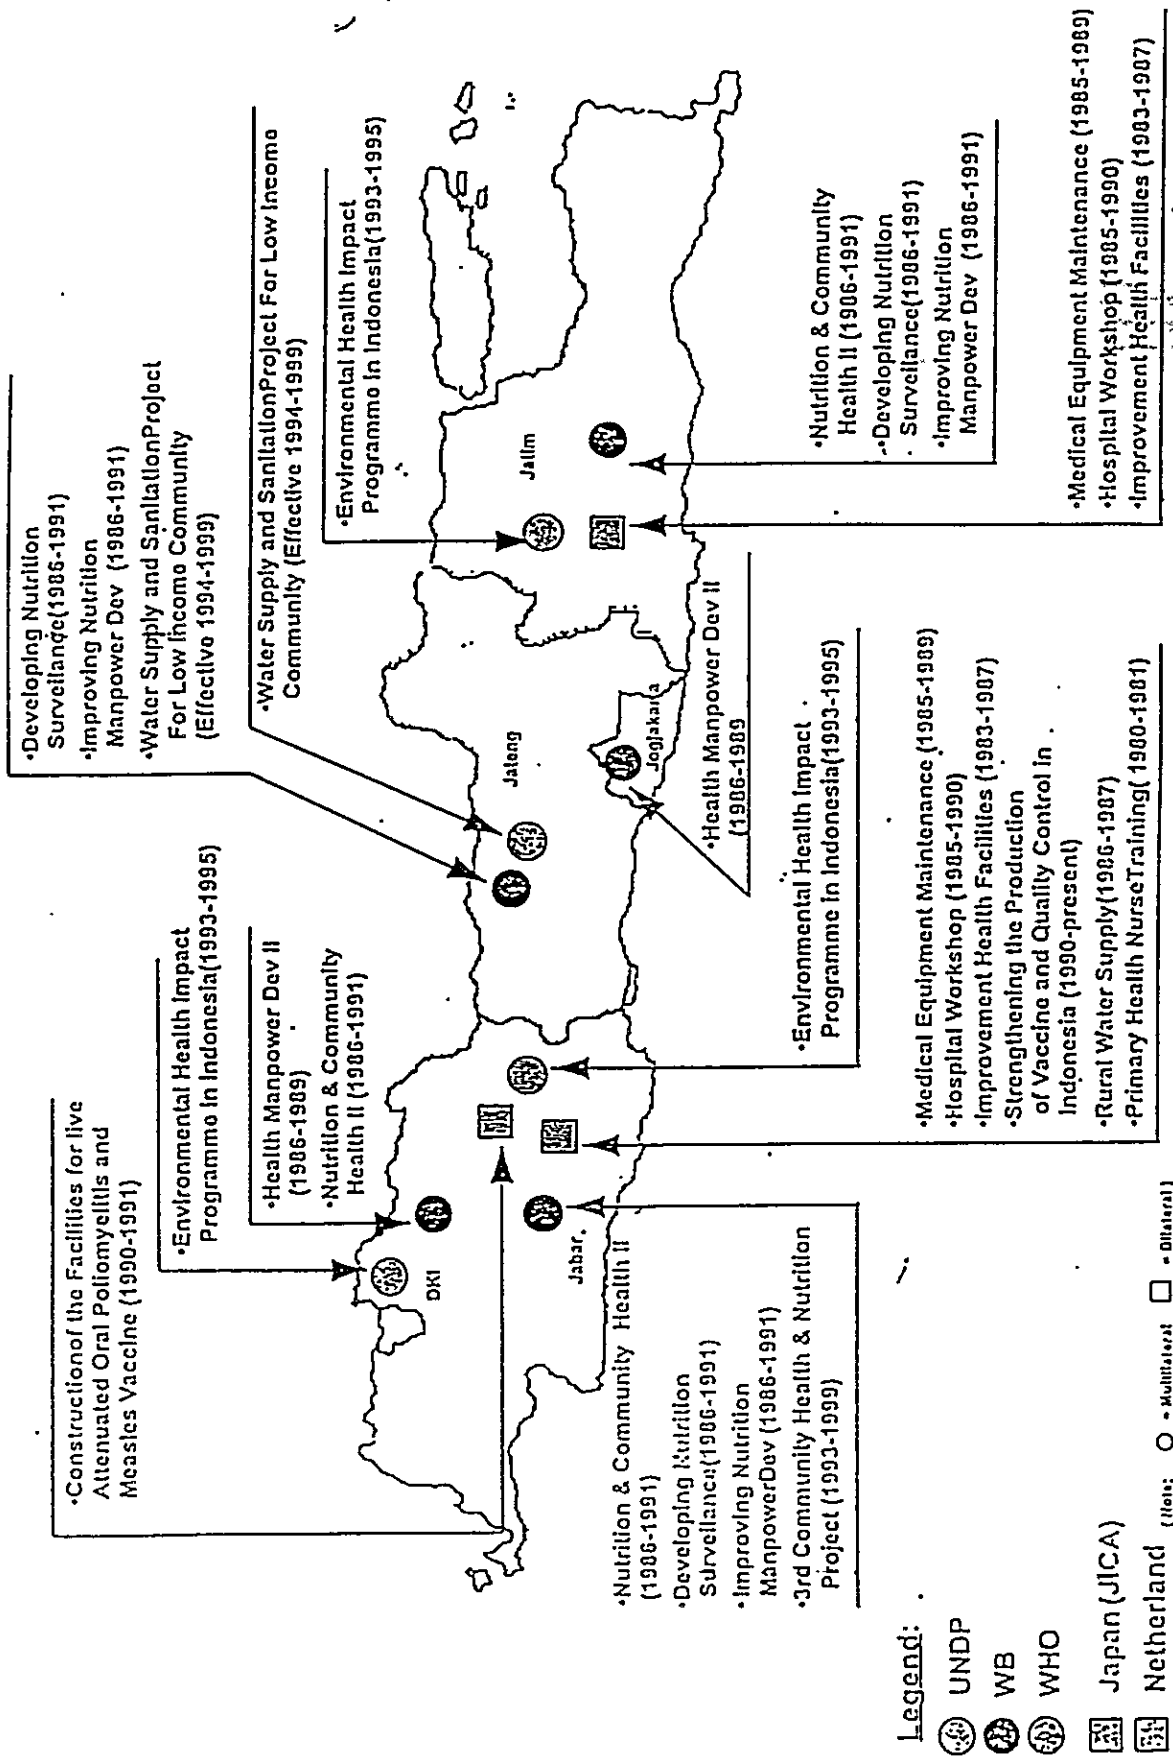 •Construction of the Facilities for live
Attenuated Oral Poliomyelitis and
Measles Vaccine (1990-1991)
•Environmental Health Impact
Programme in Indonesia(1993-1995)
•Health Manpower Dev II
(1986-1989)
•Nutrition & Community
Health II (1986-1991)
•Developing Nutrition
Surveilance(1986-1991)
•Improving Nutrition
Manpower Dev (1986-1991)
•Water Supply and SanitationProject
For Low Income Community
(Effective 1994-1999)
•Water Supply and SanitationProject For Low Income
Community (Effective 1994-1999)
•Environmental Health Impact
Programme In Indonesia(1993-1995)
DKI
Jabar
Jateng
Jogjakarta
Jatim
•Nutrition & Community Health II
(1986-1991)
•Developing Nutrition
Surveilance(1986-1991)
•Improving Nutrition
ManpowerDev (1986-1991)
•3rd Community Health & Nutrition
Project (1993-1999)
•Health Manpower Dev II
(1986-1989
•Environmental Health Impact
Programme In Indonesia(1993-1995)
•Medical Equipment Maintenance (1985-1989)
•Hospital Workshop (1985-1990)
•Improvement Health Facilities (1983-1987)
•Strengthening the Production
of Vaccine and Quality Control in
Indonesia (1990-present)
•Rural Water Supply(1986-1987)
•Primary Health NurseTraining(1980-1981)
•Nutrition & Community
Health II (1986-1991)
•Developing Nutrition
Surveilance(1986-1991)
•Improving Nutrition
Manpower Dev (1986-1991)
•Medical Equipment Maintenance (1985-1989)
•Hospital Workshop (1985-1990)
•Improvement Health Facilities (1983-1987)
Legend:
UNDP
WB
WHO
Japan (JICA)
Netherland
(Note: O = Multilateral □ = Bilateral)